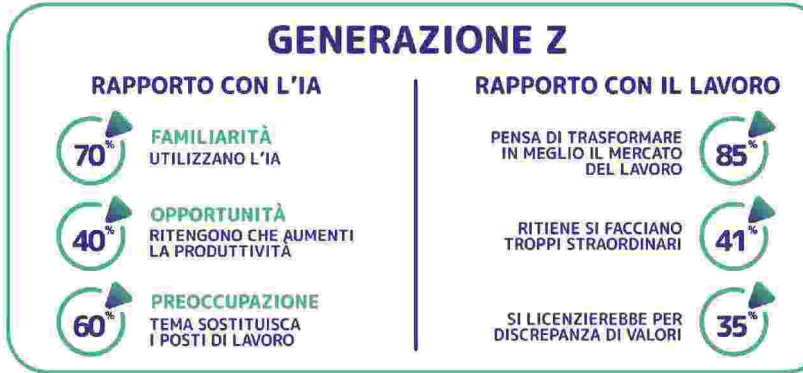 GENERAZIONE Z
RAPPORTO CON L'IA
70%
FAMILIARITÀ
UTILIZZANO L'IA
40%
OPPORTUNITÀ
RITENGONO CHE AUMENTI
LA PRODUTTIVITÀ
60%
PREOCCUPAZIONE
TEMA SOSTITUISCA
I POSTI DI LAVORO
RAPPORTO CON IL LAVORO
PENSA DI TRASFORMARE
IN MEGLIO IL MERCATO
DEL LAVORO
85%
RITIENE SI FACCIANO
TROPPI STRAORDINARI
41%
SI LICENZIEREBBE PER
DISCREPANZA DI VALORI
35%